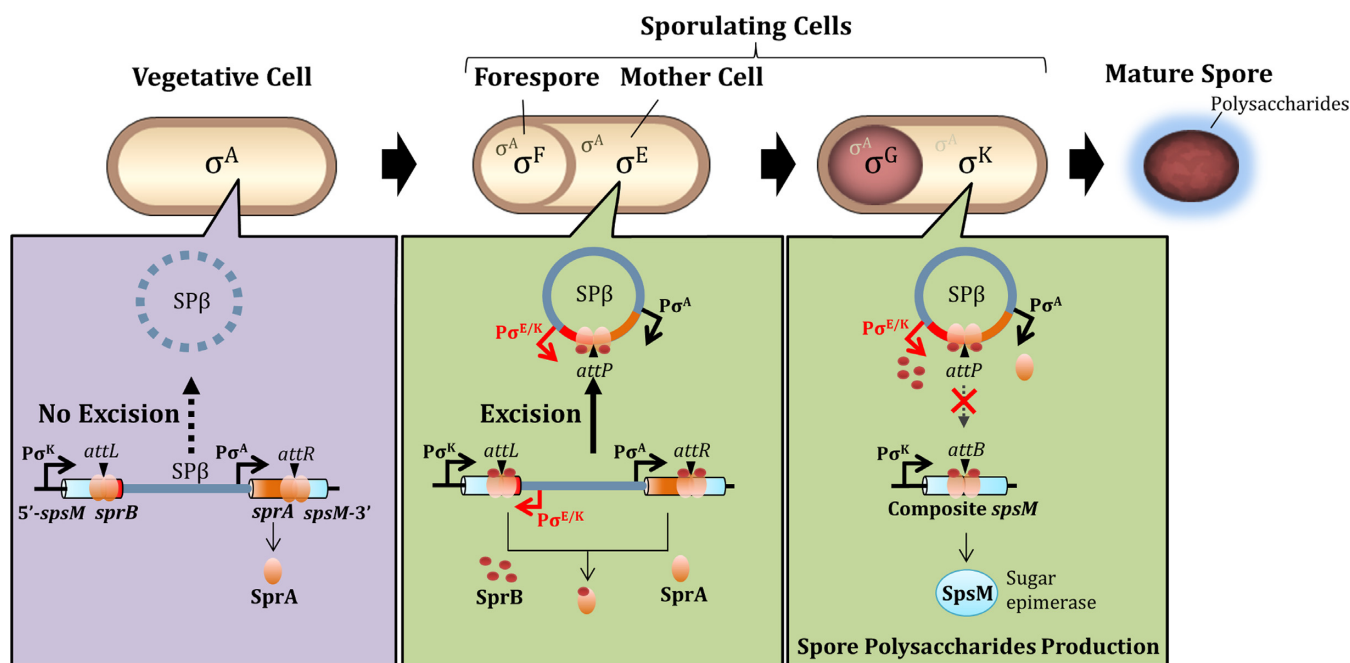 Sporulating Cells
Vegetative Cell
Forespore
Mother Cell
Mature Spore
Polysaccharides
σᴬ
σᴬ
σᶠ
σᴬ
σᴱ
σᴬ
σᴳ
σᴬ
σᴷ
SPβ
No Excision
Pσᴷ
attL
SPβ
Pσᴬ
attR
5’-spsM
sprB
sprA
spsM-3’
SprA
SPβ
Pσᴱ/ᴷ
Pσᴬ
attP
Excision
Pσᴷ
attL
Pσᴬ
attR
Pσᴱ/ᴷ
SprB
SprA
SPβ
Pσᴱ/ᴷ
Pσᴬ
attP
Pσᴷ
attB
Composite spsM
SpsM
Sugar
epimerase
Spore Polysaccharides Production